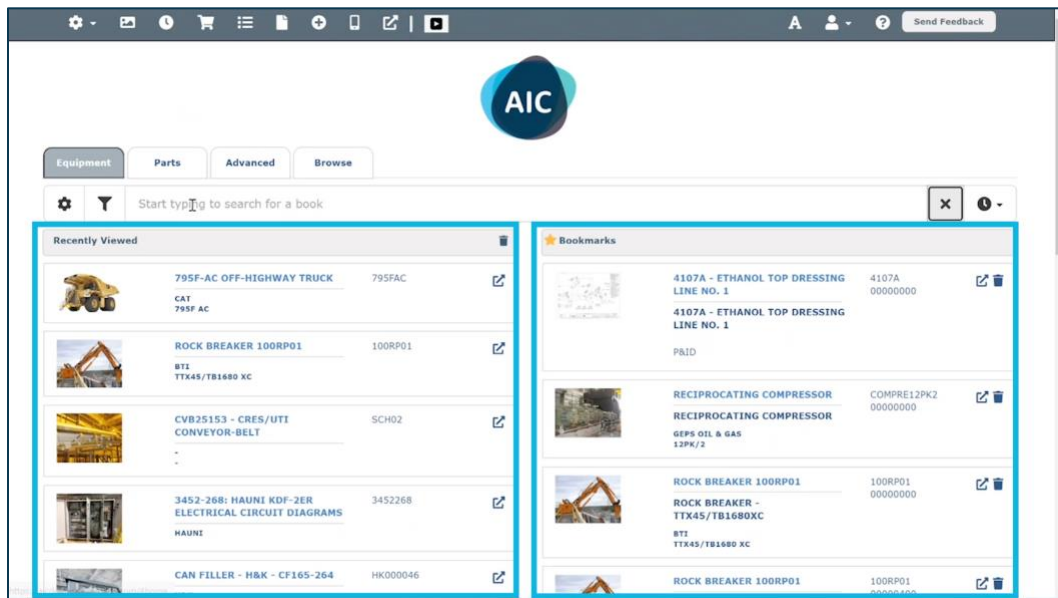 A
Send Feedback
AIC
Equipment
Parts
Advanced
Browse
Start typing to search for a book
Recently Viewed
795F-AC OFF-HIGHWAY TRUCK
795FAC
CAT
795F AC
ROCK BREAKER 100RP01
100RP01
BTI
TTX45/TB1680 XC
CVB25153 - CRES/UTI
CONVEYOR-BELT
SCH02
-
-
3452-268: HAUNI KDF-2ER
ELECTRICAL CIRCUIT DIAGRAMS
3452268
HAUNI
CAN FILLER - H&K - CF165-264
HK000046
Bookmarks
4107A - ETHANOL TOP DRESSING
LINE NO. 1
4107A
00000000
4107A - ETHANOL TOP DRESSING
LINE NO. 1
P&ID
RECIPROCATING COMPRESSOR
COMPRE12PK2
00000000
RECIPROCATING COMPRESSOR
GEPS OIL & GAS
12PK/2
ROCK BREAKER 100RP01
100RP01
00000000
ROCK BREAKER -
TTX45/TB1680XC
BTI
TTX45/TB1680 XC
ROCK BREAKER 100RP01
100RP01